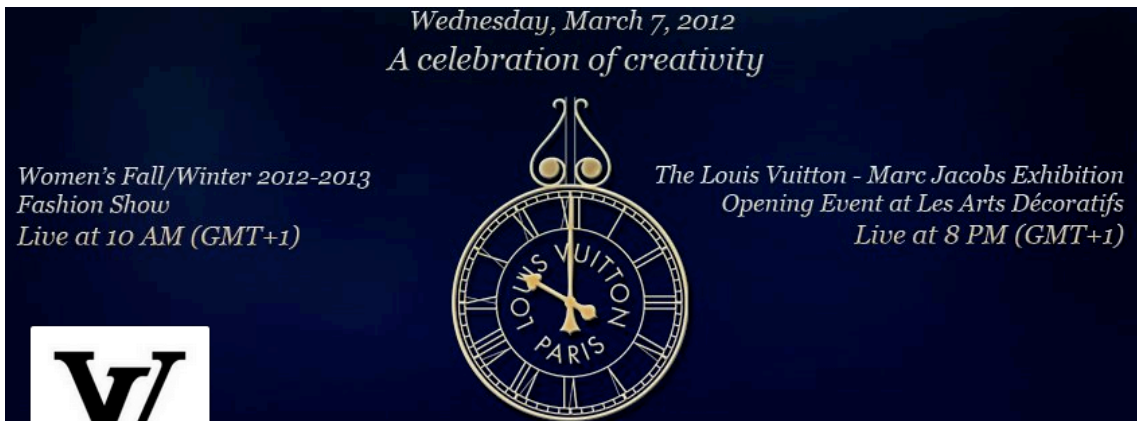 Wednesday, March 7, 2012
A celebration of creativity
Women's Fall/Winter 2012-2013
Fashion Show
Live at 10 AM (GMT+1)
The Louis Vuitton - Marc Jacobs Exhibition
Opening Event at Les Arts Décoratifs
Live at 8 PM (GMT+1)
LOUIS VUITTON
PARIS